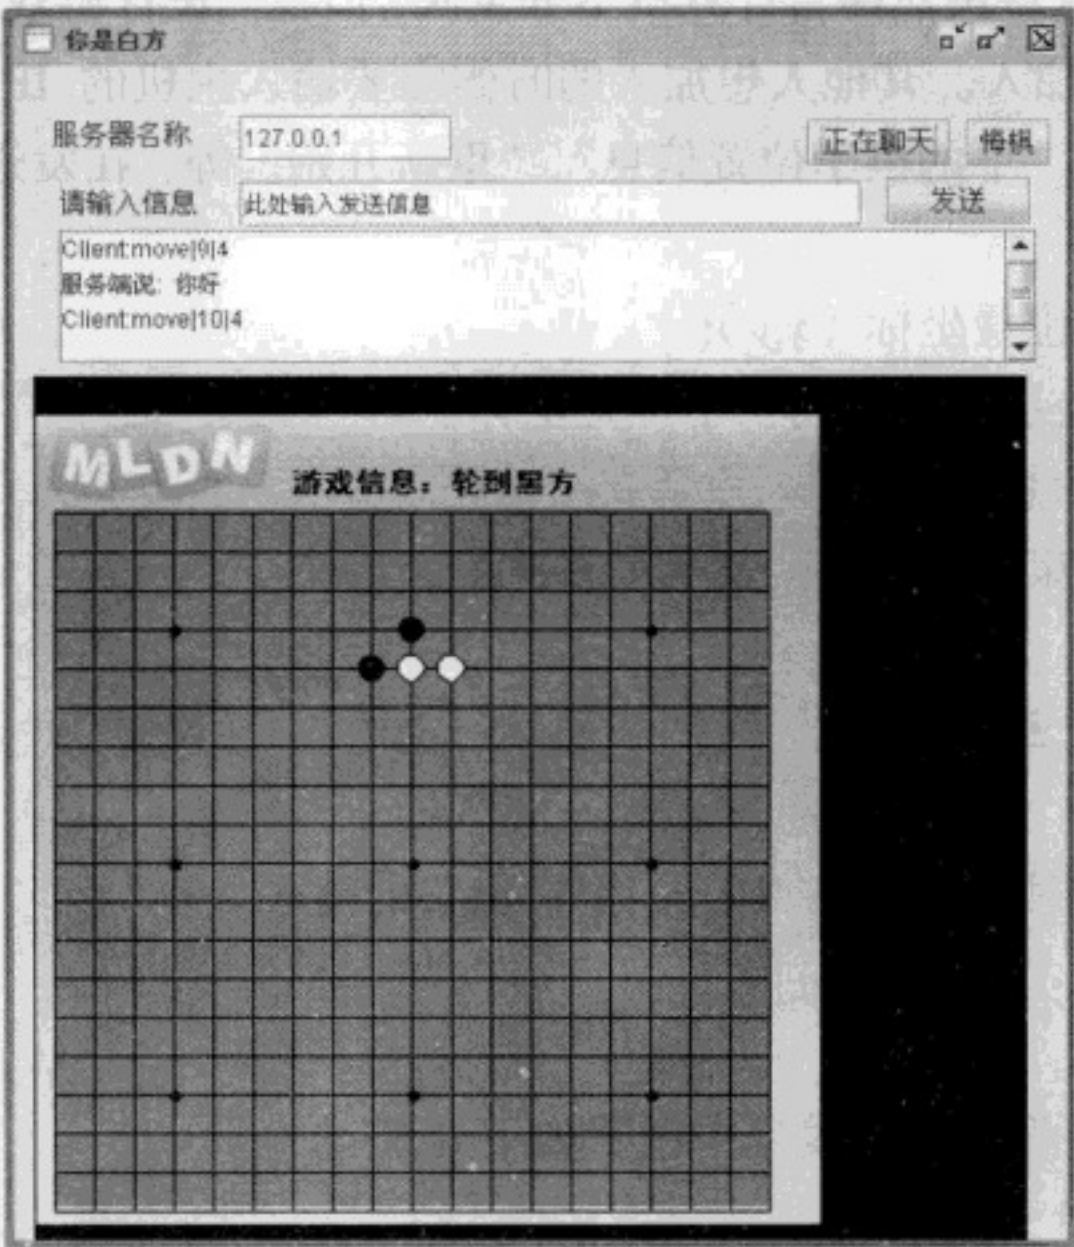 你是白方
服务器名称 127.0.0.1 正在聊天 悔棋
请输入信息 此处输入发送信息 发送
Client:move|9|4
服务端说: 你好
Client:move|10|4
MLDN
游戏信息：轮到黑方